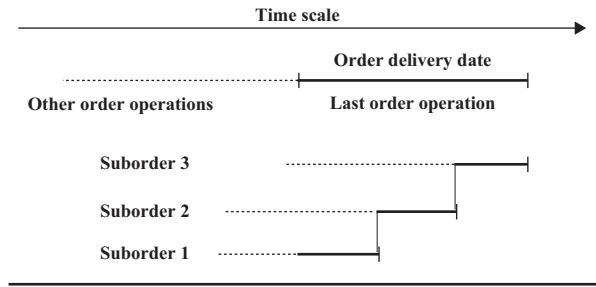 Time scale
Order delivery date
Other order operations
Last order operation
Suborder 3
Suborder 2
Suborder 1